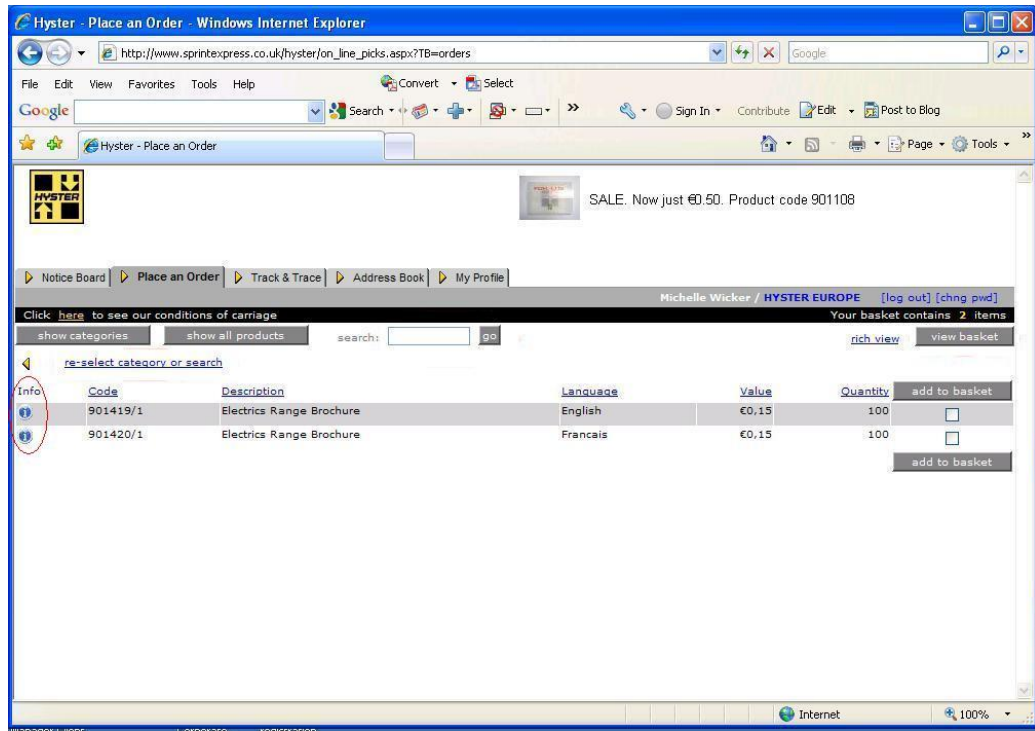 Hyster - Place an Order - Windows Internet Explorer
http://www.sprintexpress.co.uk/hyster/on_line_picks.aspx?TB=orders Google
File Edit View Favorites Tools Help Convert Select
Google Search Sign In Contribute Edit Post to Blog
Hyster - Place an Order Page Tools
HYSTER
SALE. Now just €0.50. Product code 901108
Notice Board Place an Order Track & Trace Address Book My Profile
Michelle Wicker / HYSTER EUROPE [log out] [chng pwd]
Click here to see our conditions of carriage Your basket contains 2 items
show categories show all products search: go rich view view basket
re-select category or search
Info Code Description Language Value Quantity add to basket
901419/1 Electrics Range Brochure English €0,15 100
901420/1 Electrics Range Brochure Francais €0,15 100
add to basket
Internet 100%